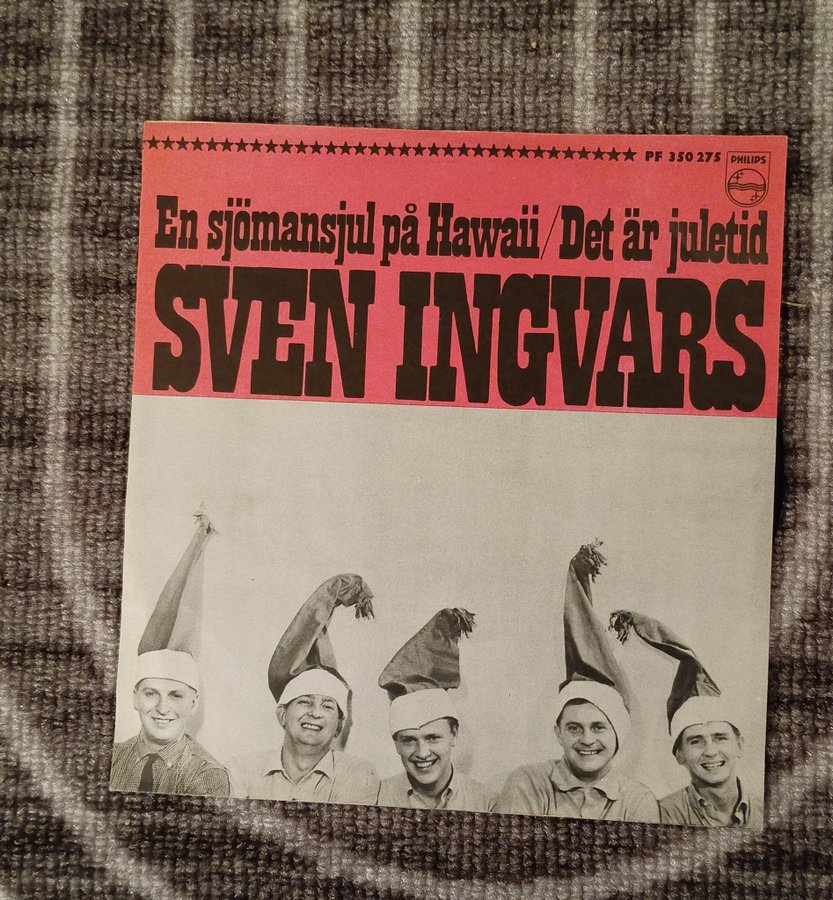 ★★★★★★★★★★★★★★★★★★★★★★★★★★★★★★★★★ PF 350 275 PHILIPS
En sjömansjul på Hawaii/Det är juletid
SVEN INGVARS